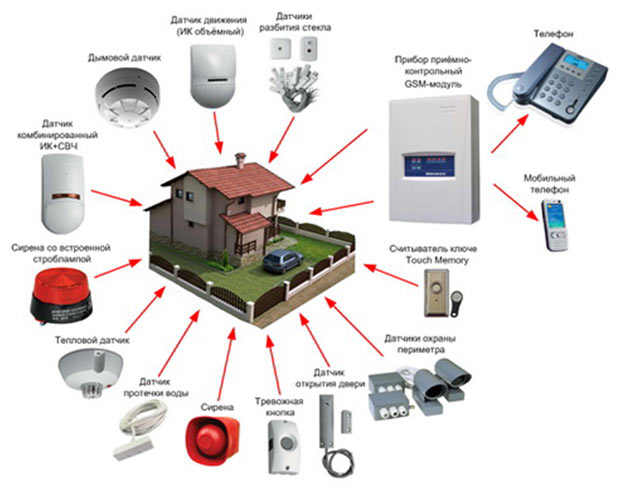 Датчик движения
(ИК объёмный)
Датчики
разбития стекла
Телефон
Дымовой датчик
Прибор приёмно-
контрольный
GSM-модуль
Датчик
комбинированный
ИК+СВЧ
Мобильный
телефон
Сирена со встроенной
строблампой
Считыватель ключе
Touch Memory
Тепловой датчик
Датчики охраны
периметра
Датчик
протечки воды
Сирена
Тревожная
кнопка
Датчик
открытия двери